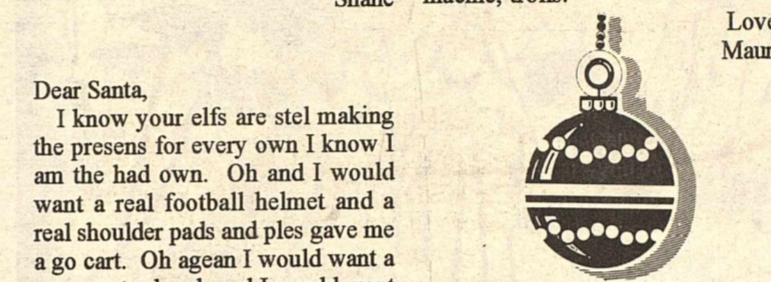 Shane
Dear Santa,
I know your elfs are stel making
the presens for every own I know I
am the had own. Oh and I would
want a real football helmet and a
real shoulder pads and ples gave me
a go cart. Oh agean I would want a
Love
Maur